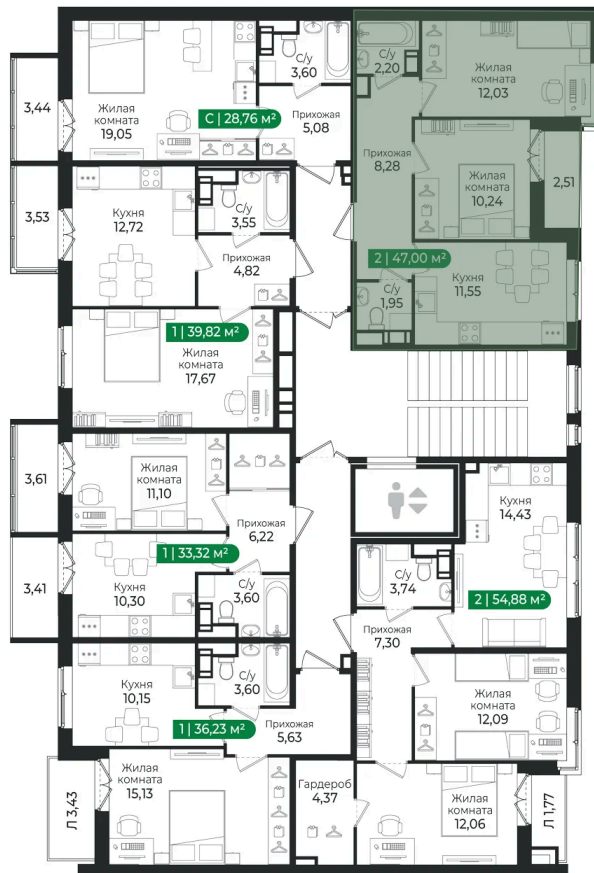 3,44
Жилая
комната
19,05
С/у
3,60
С | 28,76 м²
Прихожая
5,08
С/у
2,20
Жилая
комната
12,03
Прихожая
8,28
Жилая
комната
10,24
2,51
2 | 47,00 м²
С/у
1,95
Кухня
11,55
3,53
Кухня
12,72
С/у
3,55
Прихожая
4,82
1 | 39,82 м²
Жилая
комната
17,67
3,61
Жилая
комната
11,10
Прихожая
6,22
1 | 33,32 м²
3,41
Кухня
10,30
С/у
3,60
Кухня
14,43
С/у
3,74
2 | 54,88 м²
Прихожая
7,30
Кухня
10,15
С/у
3,60
1 | 36,23 м²
Прихожая
5,63
Жилая
комната
12,09
Л 3,43
Жилая
комната
15,13
Гардероб
4,37
Жилая
комната
12,06
Л 1,77